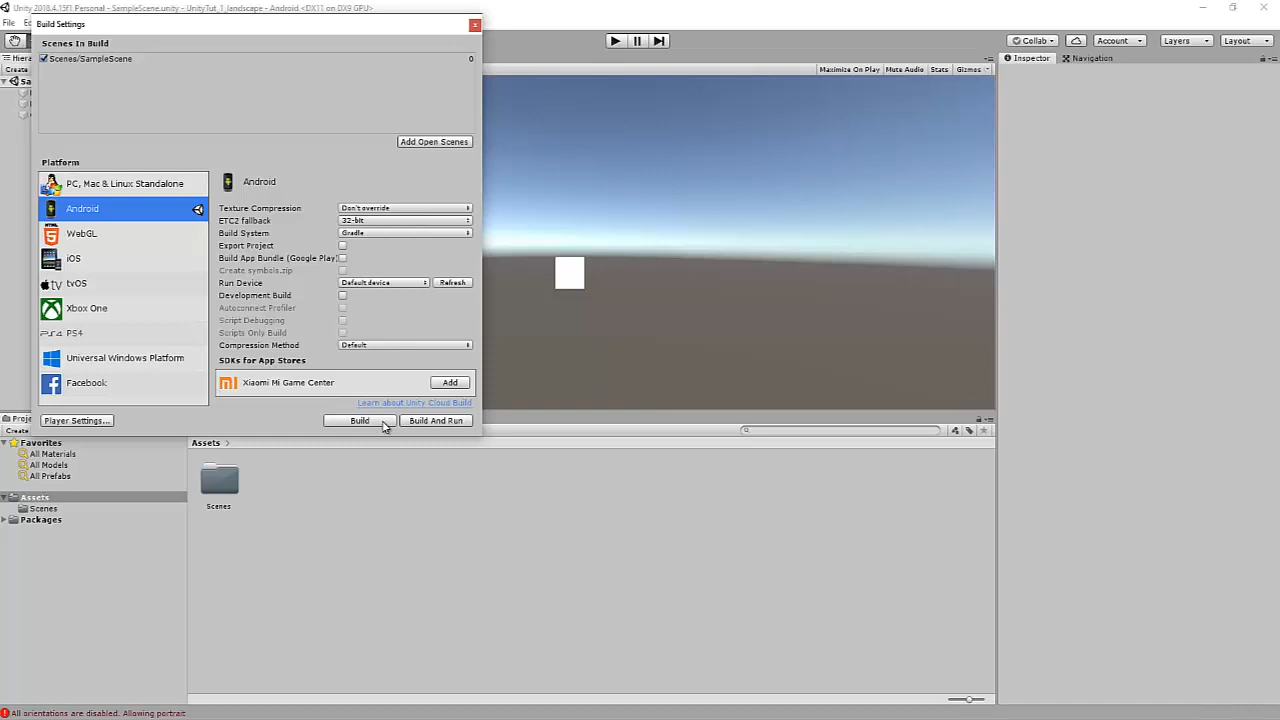 Unity 2018.4.15f1 Personal - SampleScene.unity - UnityTut_1_landscape - Android <DX11 on DX9 GPU>
File
Build Settings
Scenes In Build
Scenes/SampleScene 0
Add Open Scenes
Platform
PC, Mac & Linux Standalone
Android
WebGL
iOS
tvOS
Xbox One
PS4
Universal Windows Platform
Facebook
Player Settings...
Android
Texture Compression Don't override
ETC2 fallback 32-bit
Build System Gradle
Export Project
Build App Bundle (Google Play)
Create symbols.zip
Run Device Default device Refresh
Development Build
Autoconnect Profiler
Script Debugging
Scripts Only Build
Compression Method Default
SDKs for App Stores
Xiaomi Mi Game Center Add
Learn about Unity Cloud Build
Build Build And Run
Collab Account Layers Layout
Maximize On Play Mute Audio Stats Gizmos
Inspector Navigation
Create
Create
Favorites
All Materials
All Models
All Prefabs
Assets
Scenes
Packages
Assets
Scenes
All orientations are disabled. Allowing portrait